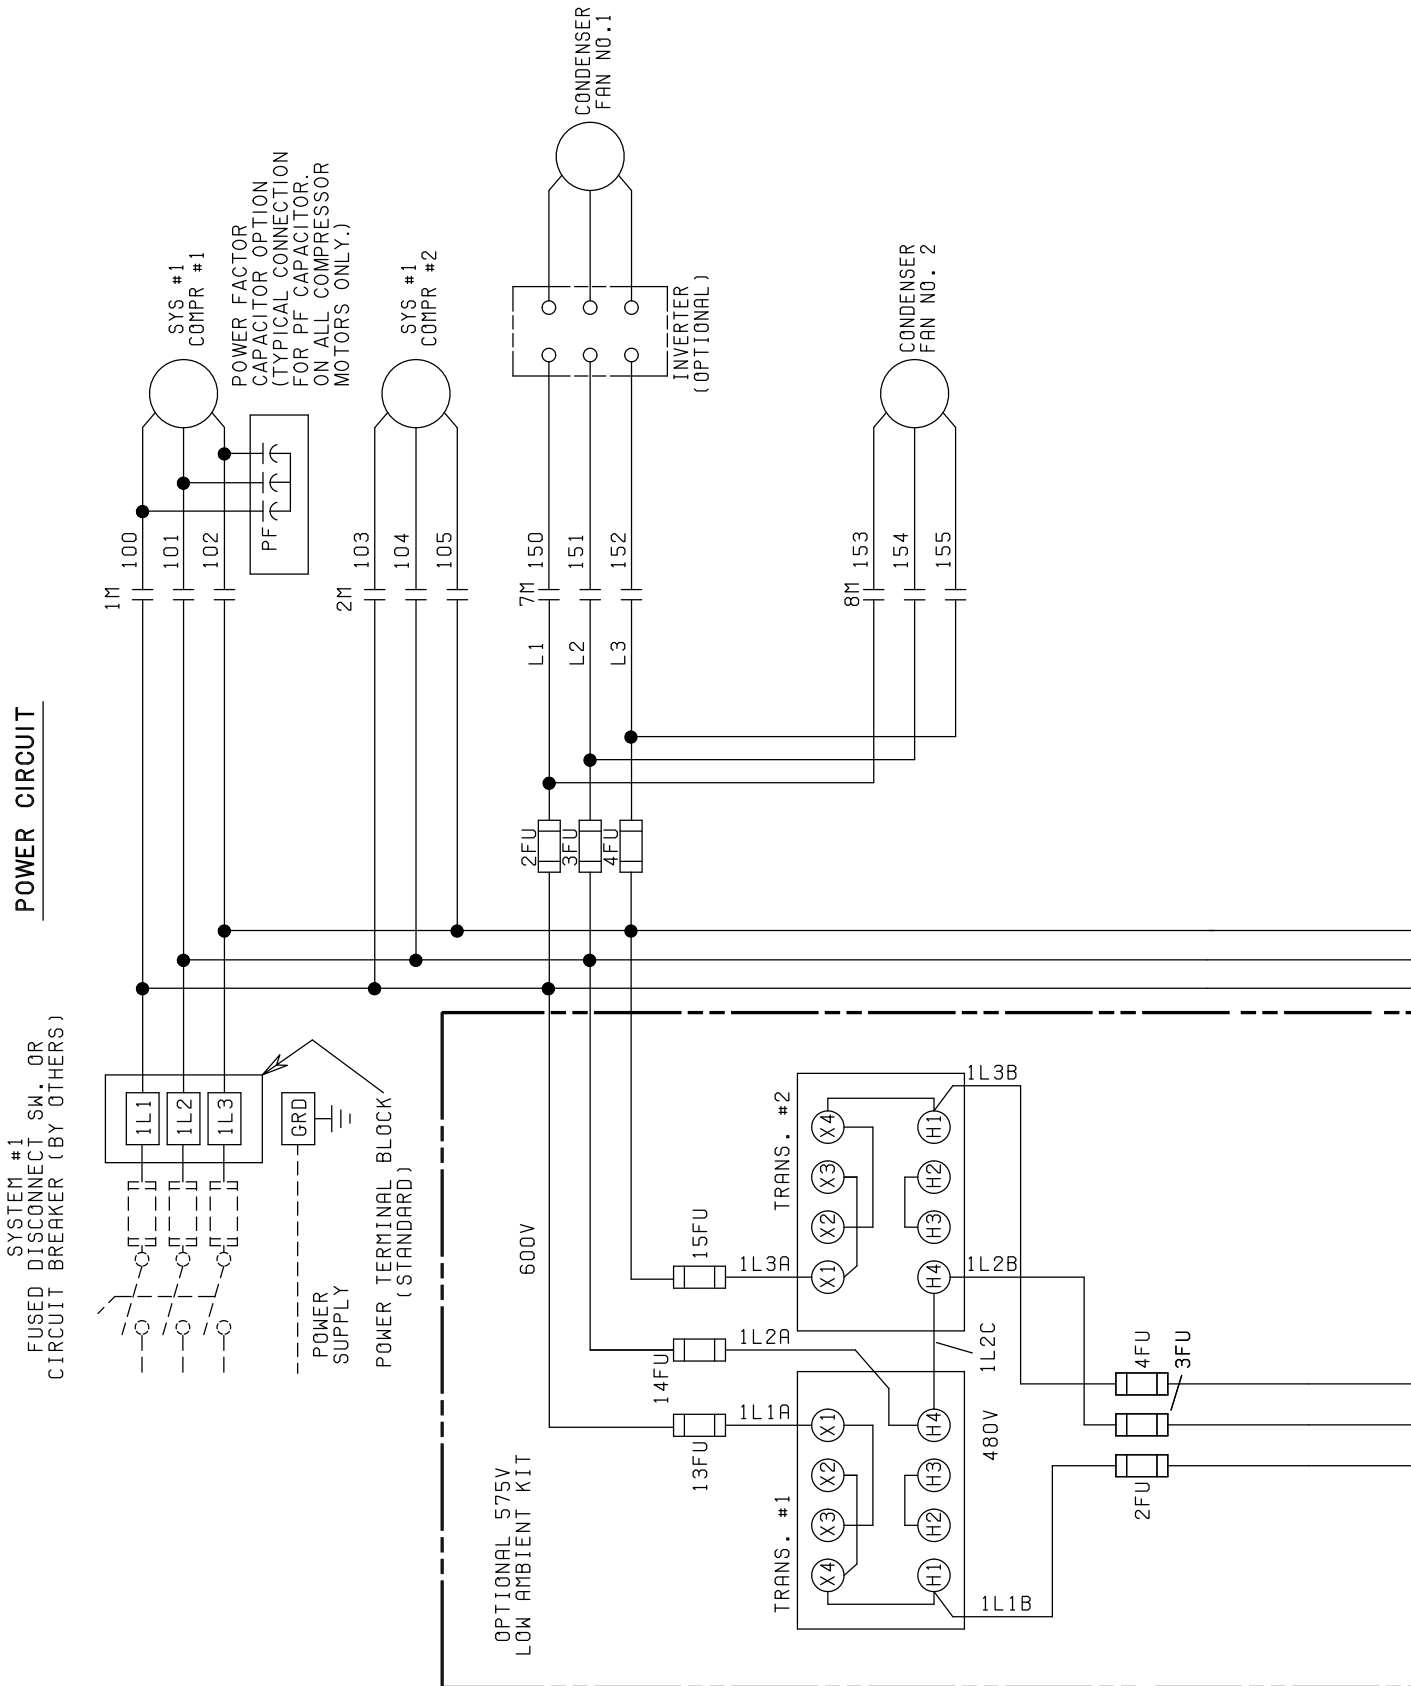 POWER CIRCUIT
SYSTEM #1
FUSED DISCONNECT SW. OR
CIRCUIT BREAKER (BY OTHERS)
1L1
1L2
1L3
GRD
POWER
SUPPLY
POWER TERMINAL BLOCK
(STANDARD)
1M
100
101
102
PF
SYS #1
COMPR #1
POWER FACTOR
CAPACITOR OPTION
(TYPICAL CONNECTION
FOR PF CAPACITOR.
ON ALL COMPRESSOR
MOTORS ONLY.)
2M
103
104
105
SYS #1
COMPR #2
2FU
3FU
4FU
L1
L2
L3
7M
150
151
152
INVERTER
(OPTIONAL)
CONDENSER
FAN NO.1
8M
153
154
155
CONDENSER
FAN NO. 2
OPTIONAL 575V
LOW AMBIENT KIT
600V
13FU
14FU
15FU
1L1A
1L2A
1L3A
TRANS. #1
X4
X3
X2
X1
H1
H2
H3
H4
TRANS. #2
X1
X2
X3
X4
H4
H3
H2
H1
480V
1L2C
1L1B
1L2B
1L3B
2FU
4FU
3FU